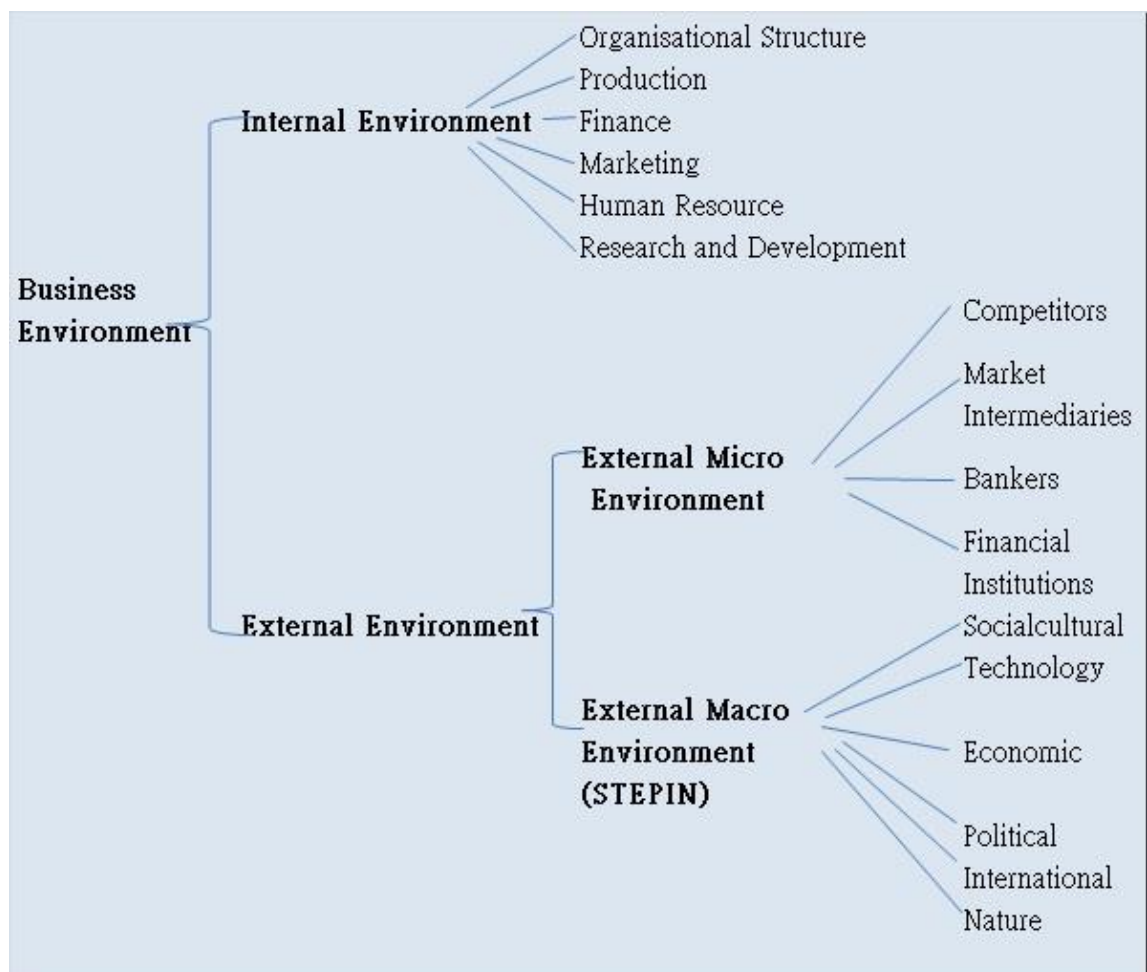 Organisational Structure
Production
Internal Environment
Finance
Marketing
Human Resource
Research and Development
Business
Environment
Competitors
Market
Intermediaries
External Micro
Environment
Bankers
Financial
Institutions
External Environment
Socialcultural
Technology
External Macro
Environment
(STEPIN)
Economic
Political
International
Nature